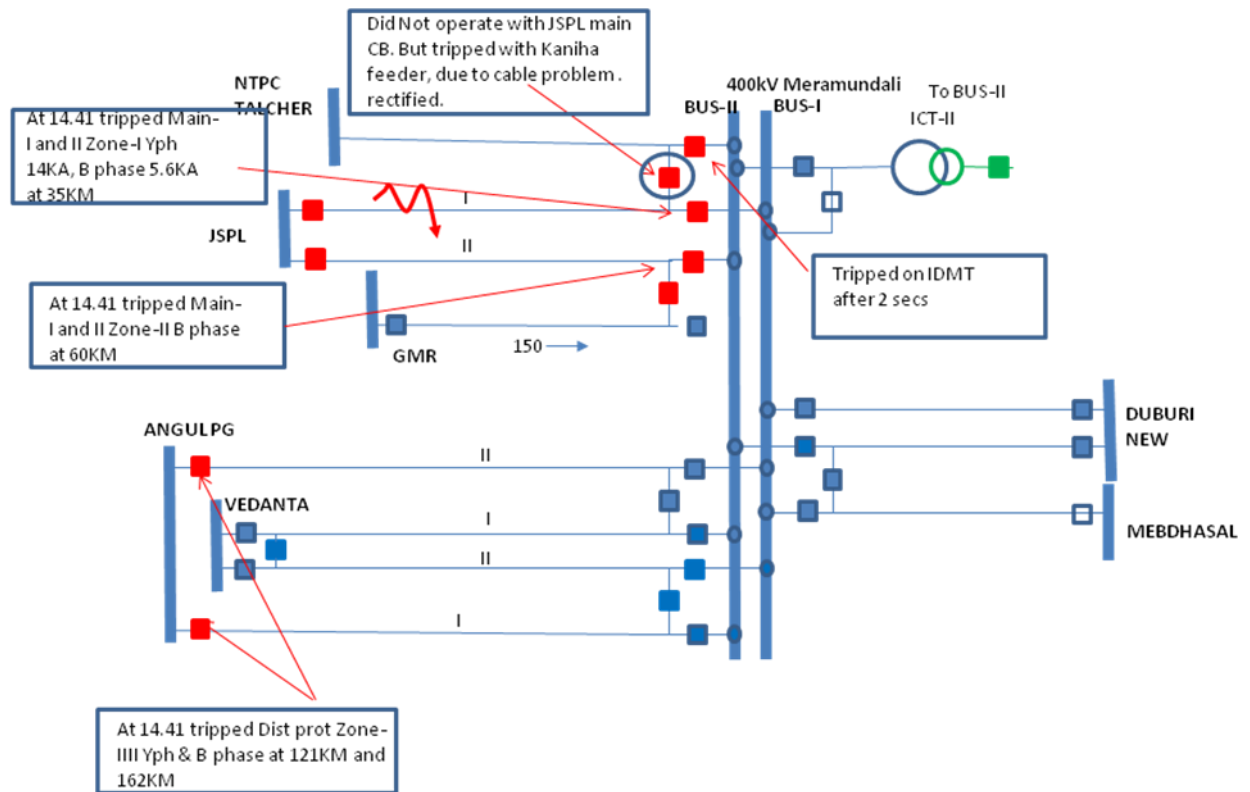 Did Not operate with JSPL main
CB. But tripped with Kaniha
feeder, due to cable problem .
rectified.
NTPC
TALCHER
400kV Meramundali
BUS-II
BUS-I
To BUS-II
ICT-II
At 14.41 tripped Main-
I and II Zone-I Yph
14KA, B phase 5.6KA
at 35KM
I
JSPL
II
Tripped on IDMT
after 2 secs
At 14.41 tripped Main-
I and II Zone-II B phase
at 60KM
GMR
150
DUBURI
NEW
ANGULPG
II
VEDANTA
I
MEBDHASAL
II
I
At 14.41 tripped Dist prot Zone-
IIII Yph & B phase at 121KM and
162KM